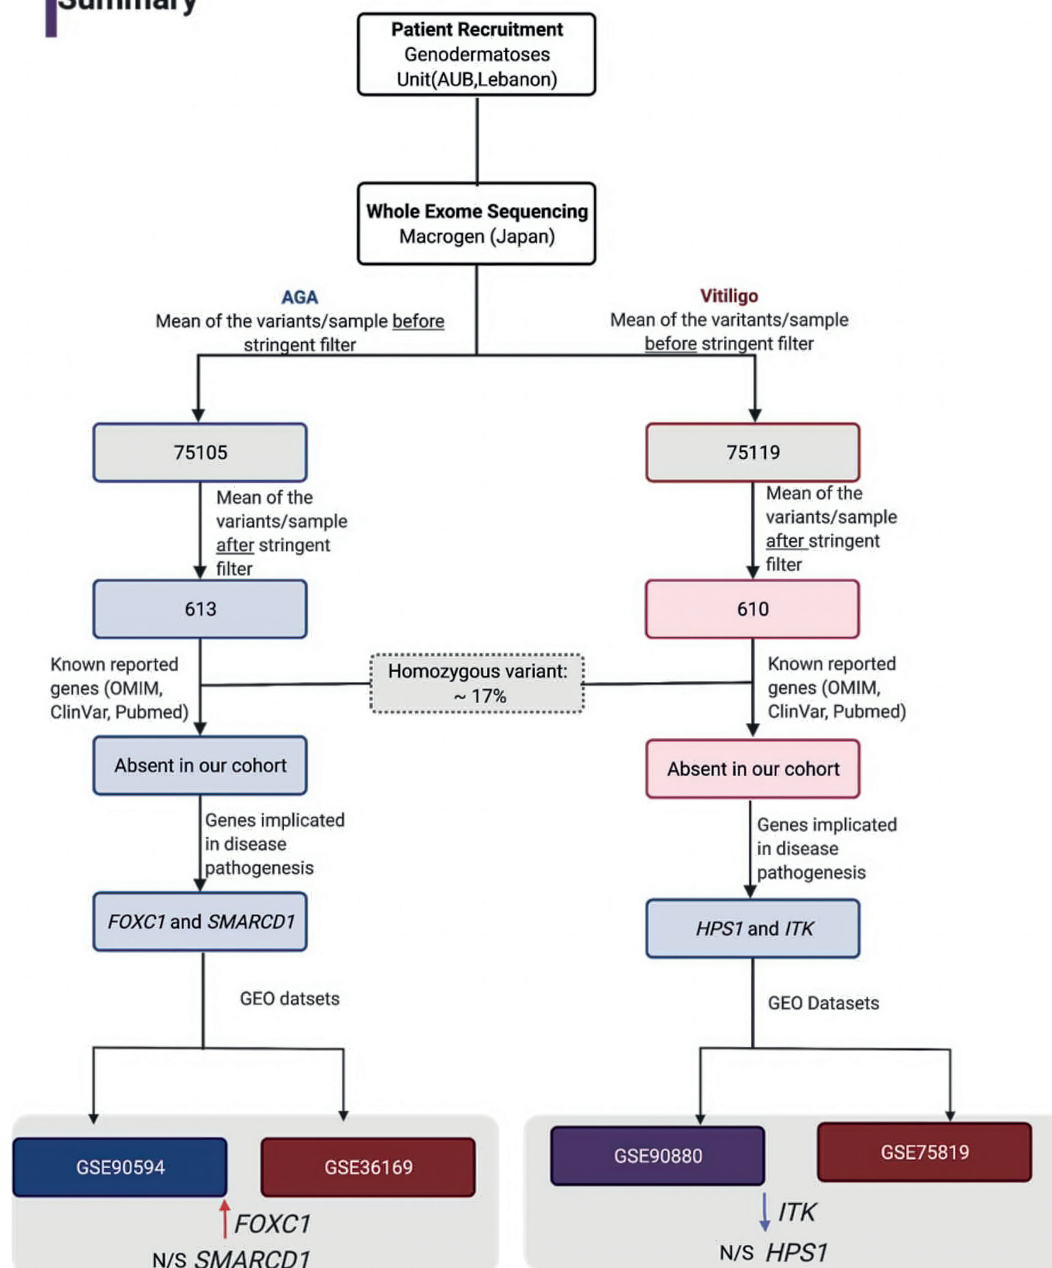 Summary
Patient Recruitment
Genodermatoses
Unit(AUB,Lebanon)
Whole Exome Sequencing
Macrogen (Japan)
AGA
Mean of the variants/sample before
stringent filter
Vitiligo
Mean of the varitants/sample
before stringent filter
75105
75119
Mean of the
variants/sample
after stringent
filter
Mean of the
variants/sample
after stringent
filter
613
610
Known reported
genes (OMIM,
ClinVar, Pubmed)
Homozygous variant:
~ 17%
Known reported
genes (OMIM,
ClinVar, Pubmed)
Absent in our cohort
Absent in our cohort
Genes implicated
in disease
pathogenesis
Genes implicated
in disease
pathogenesis
FOXC1 and SMARCD1
HPS1 and ITK
GEO datsets
GEO Datasets
GSE90594
GSE36169
GSE90880
GSE75819
FOXC1
N/S SMARCD1
ITK
N/S HPS1